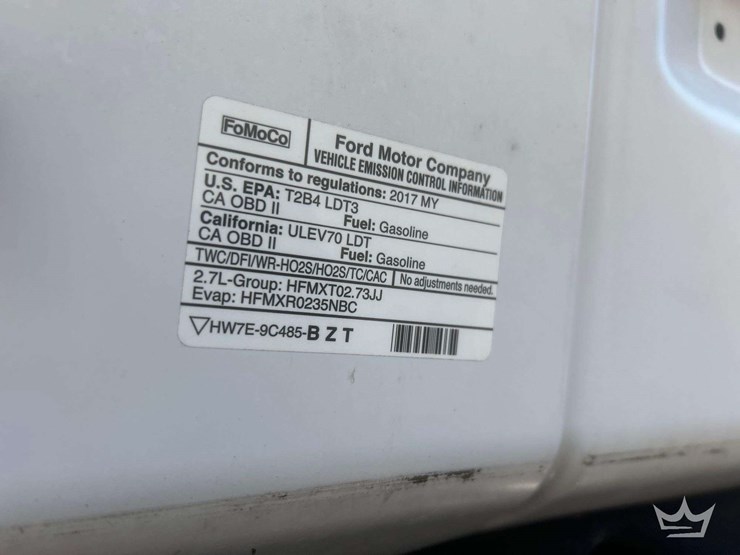 FoMoCo
Ford Motor Company
VEHICLE EMISSION CONTROL INFORMATION
Conforms to regulations: 2017 MY
U.S. EPA: T2B4 LDT3
CA OBD II Fuel: Gasoline
California: ULEV70 LDT
CA OBD II Fuel: Gasoline
TWC/DFI/WR-HO2S/HO2S/TC/CAC No adjustments needed.
2.7L-Group: HFMXT02.73JJ
Evap: HFMXR0235NBC
HW7E-9C485-B Z T